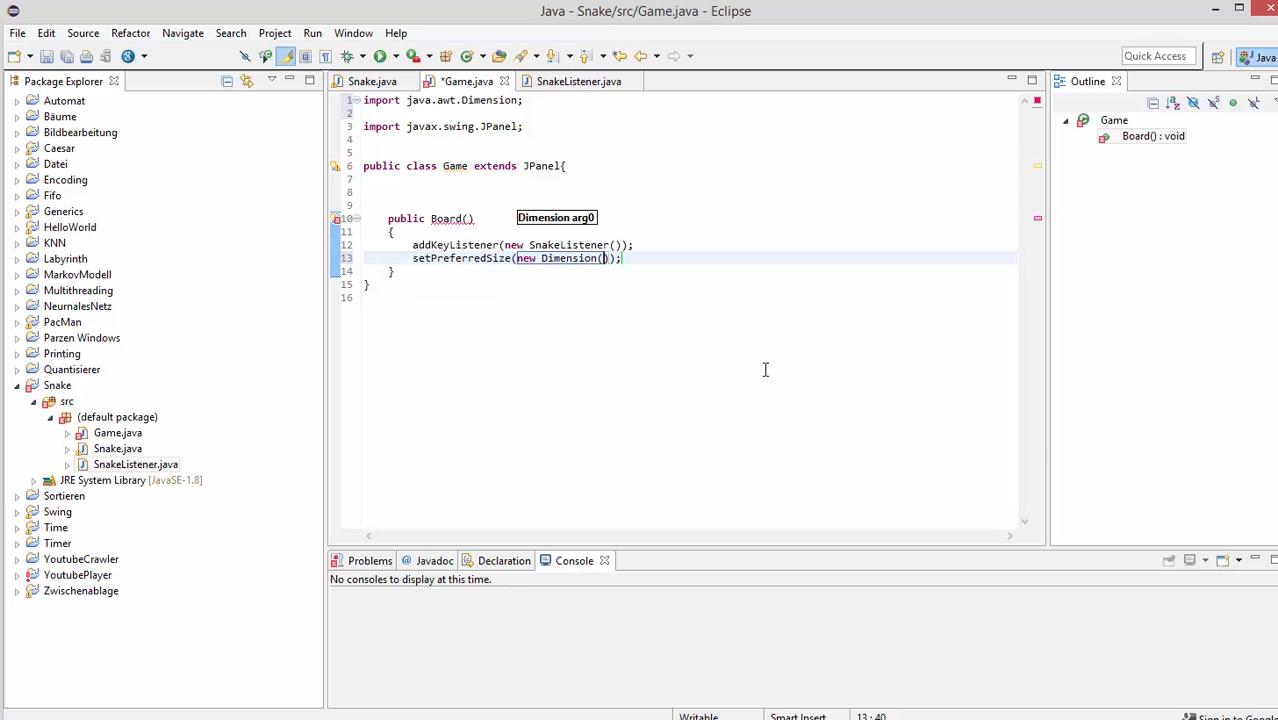 Java - Snake/src/Game.java - Eclipse
File Edit Source Refactor Navigate Search Project Run Window Help
Quick Access
Java
Package Explorer
Snake.java
*Game.java
SnakeListener.java
Outline
Automat
Bäume
Bildbearbeitung
Caesar
Datei
Encoding
Fifo
Generics
HelloWorld
KNN
Labyrinth
MarkovModell
Multithreading
NeurnalesNetz
PacMan
Parzen Windows
Printing
Quantisierer
Snake
src
(default package)
Game.java
Snake.java
SnakeListener.java
JRE System Library [JavaSE-1.8]
Sortieren
Swing
Time
Timer
YoutubeCrawler
YoutubePlayer
Zwischenablage
1 import java.awt.Dimension;
2
3 import javax.swing.JPanel;
4
5
6 public class Game extends JPanel{
7
8
9
10 public Board()
Dimension arg0
11 {
12 addKeyListener(new SnakeListener());
13 setPreferredSize(new Dimension());
14 }
15 }
16
Game
Board() : void
Problems
Javadoc
Declaration
Console
No consoles to display at this time.
Writable
Smart Insert
13 : 40
Sign in to Google